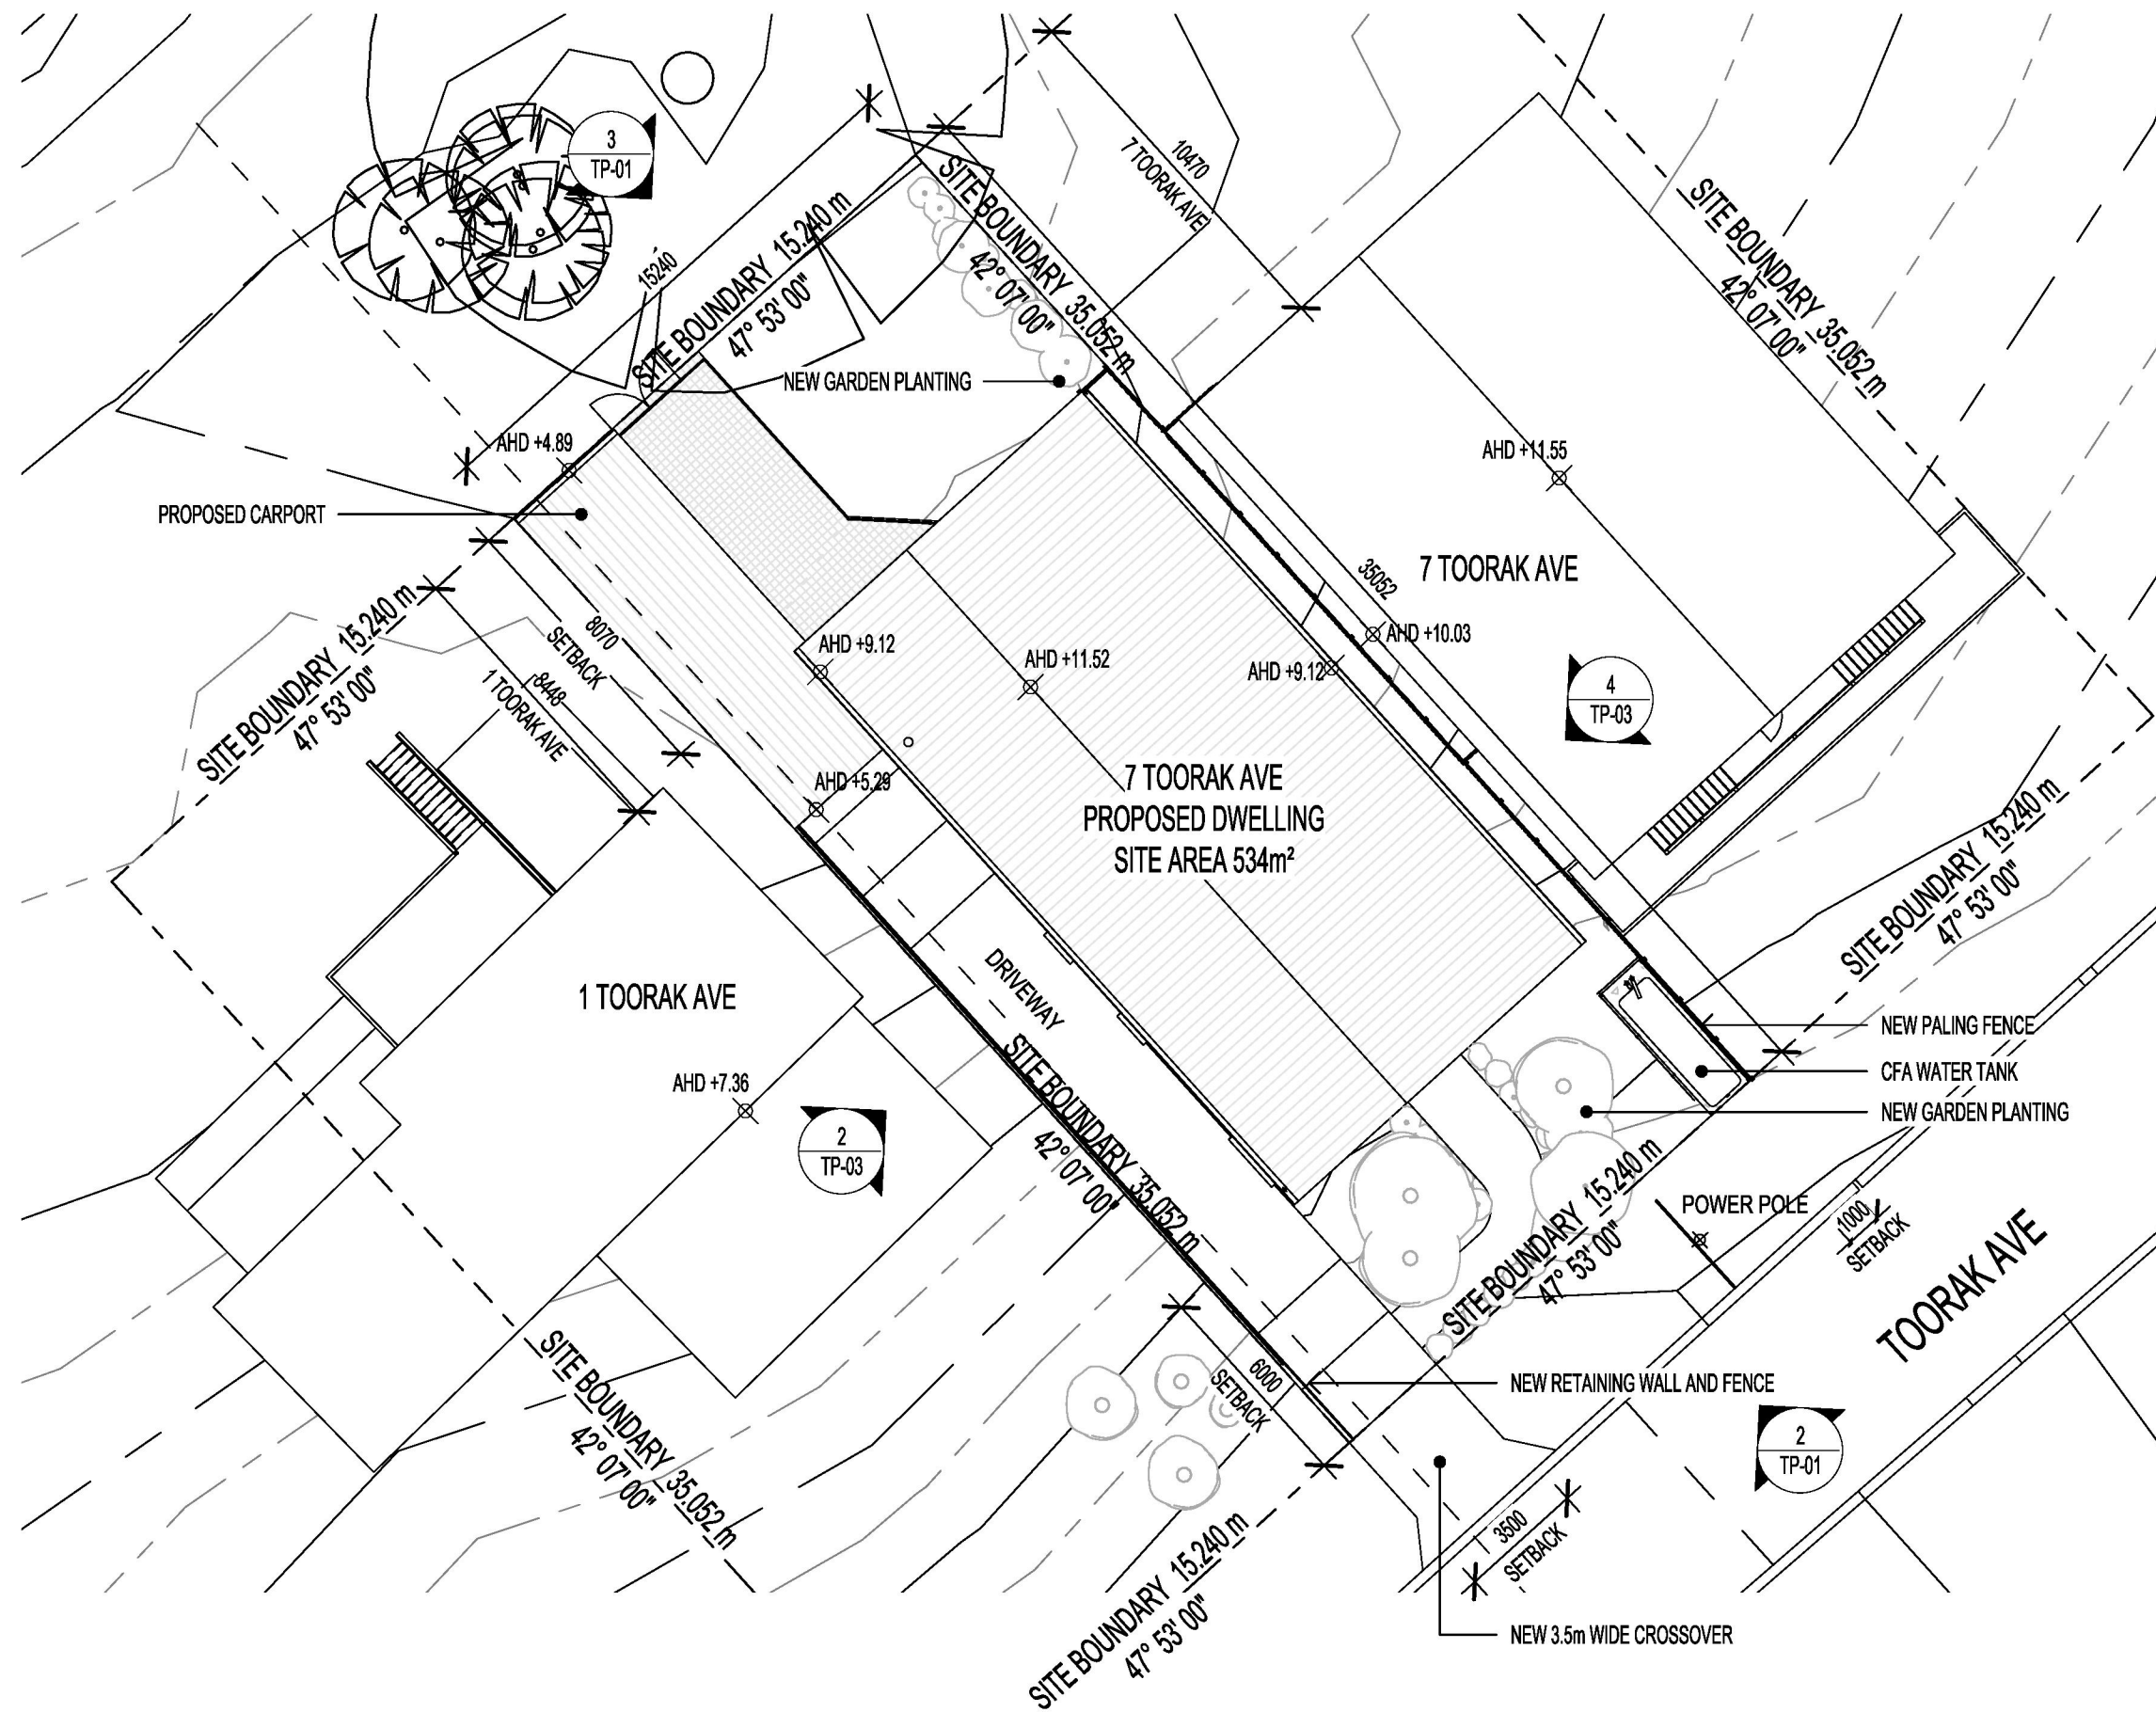 3
TP-01
10470
7 TOORAK AVE
SITE BOUNDARY 15.240 m
47° 53' 00"
15240
SITE BOUNDARY 35.052 m
42° 07' 00"
SITE BOUNDARY 35.052 m
42° 07' 00"
NEW GARDEN PLANTING
AHD +4.89
AHD +11.55
PROPOSED CARPORT
7 TOORAK AVE
35052
SITE BOUNDARY 15.240 m
47° 53' 00"
8070
SETBACK
8448
1 TOORAK AVE
AHD +9.12
AHD +11.52
AHD +9.12
AHD +10.03
4
TP-03
AHD +5.29
7 TOORAK AVE
PROPOSED DWELLING
SITE AREA 534m²
SITE BOUNDARY 15.240 m
47° 53' 00"
1 TOORAK AVE
DRIVEWAY
NEW PALING FENCE
CFA WATER TANK
NEW GARDEN PLANTING
AHD +7.36
2
TP-03
SITE BOUNDARY 35.052 m
42° 07' 00"
SITE BOUNDARY 15.240 m
47° 53' 00"
POWER POLE
1000
SETBACK
TOORAK AVE
SITE BOUNDARY 35.052 m
42° 07' 00"
6000
SETBACK
NEW RETAINING WALL AND FENCE
2
TP-01
3500
SETBACK
SITE BOUNDARY 15.240 m
47° 53' 00"
NEW 3.5m WIDE CROSSOVER